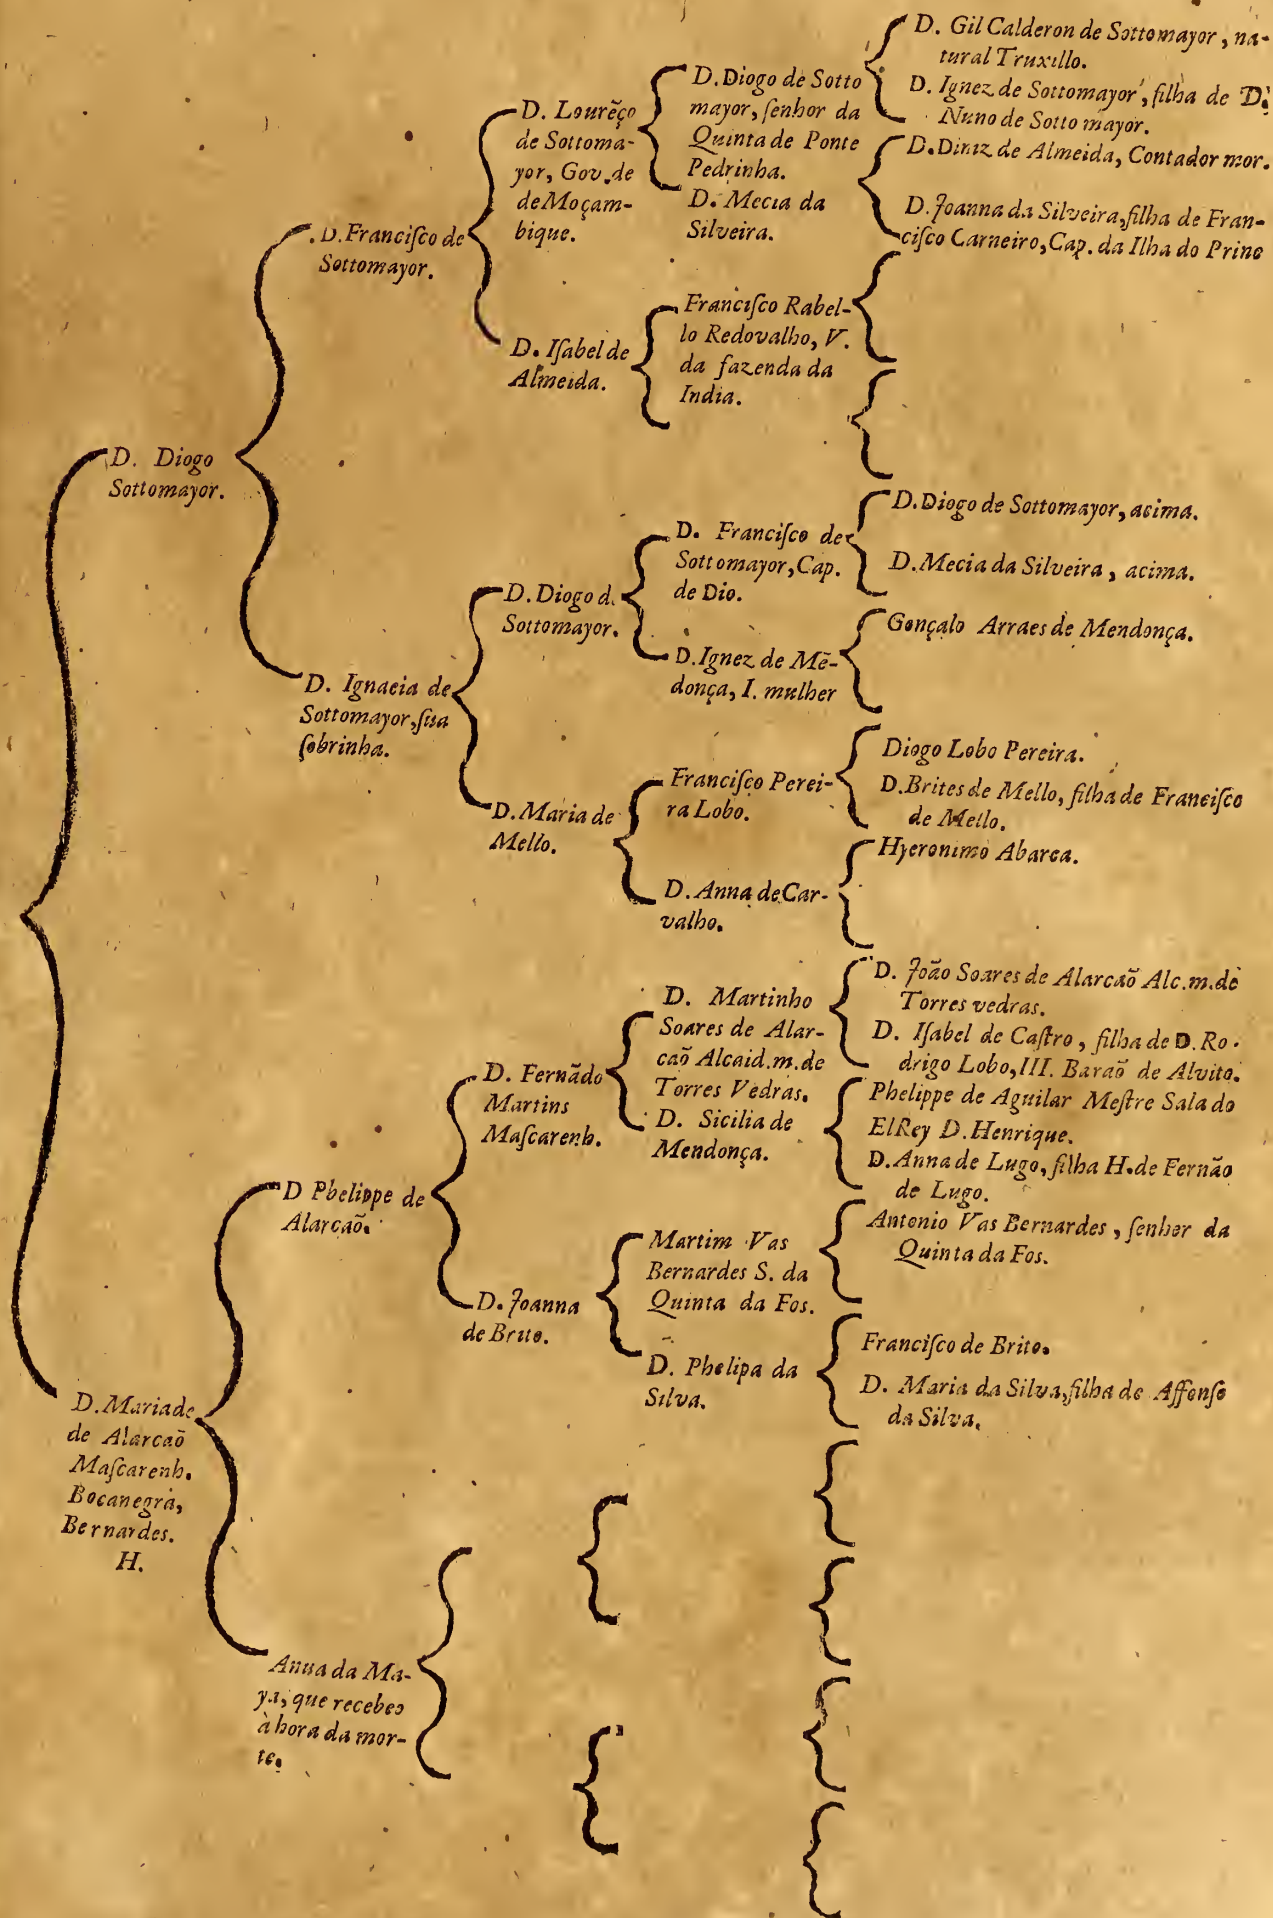 D. Diogo
Sottomayor.
D. Mariade
de Alarcaõ
Maſcarenh.
Bocanegra,
Bernardes.
H.
D. Franciſco de
Sottomayor.
D. Ignacia de
Sottomayor, ſua
ſobrinha.
D Phelippe de
Alarcaõ.
Anna da Ma-
ya, que recebeo
à hora da mor-
te.
D. Lourẽço
de Sottoma-
yor, Gov. de
de Moçam-
bique.
D. Iſabel de
Almeida.
D. Diogo d.
Sottomayor.
D. Maria de
Mello.
D. Fernãdo
Martins
Maſcarenh.
D. Joanna
de Brito.
D. Diogo de Sotto
mayor, ſenhor da
Quinta de Ponte
Pedrinha.
D. Mecia da
Silveira.
Franciſco Rabel-
lo Redovalho, V.
da fazenda da
India.
D. Franciſco de
Sottomayor, Cap.
de Dio.
D. Ignez de Mẽ-
donça, I. mulher
Franciſco Perei-
ra Lobo.
D. Anna de Car-
valho.
D. Martinho
Soares de Alar-
caõ Alcaid. m. de
Torres Vedras.
D. Sicilia de
Mendonça.
Martim Vas
Bernardes S. da
Quinta da Fos.
D. Phelipa da
Silva.
D. Gil Calderon de Sottomayor, na-
tural Truxillo.
D. Ignez de Sottomayor, filha de D.
Nuno de Sotto mayor.
D. Diniz de Almeida, Contador mor.
D. Joanna da Silveira, filha de Fran-
ciſco Carneiro, Cap. da Ilha do Princ
D. Diogo de Sottomayor, acima.
D. Mecia da Silveira, acima.
Gonçalo Arraes de Mendonça.
Diogo Lobo Pereira.
D. Brites de Mello, filha de Franciſco
de Mello.
Hyeronimo Abarca.
D. João Soares de Alarcaõ Alc. m. de
Torres vedras.
D. Iſabel de Caſtro, filha de D. Ro-
drigo Lobo, III. Baraõ de Alvito.
Phelippe de Aguilar Meſtre Sala do
ElRey D. Henrique.
D. Anna de Lugo, filha H. de Fernão
de Lugo.
Antonio Vas Bernardes, ſenhor da
Quinta da Fos.
Franciſco de Brito.
D. Maria da Silva, filha de Affonſo
da Silva.